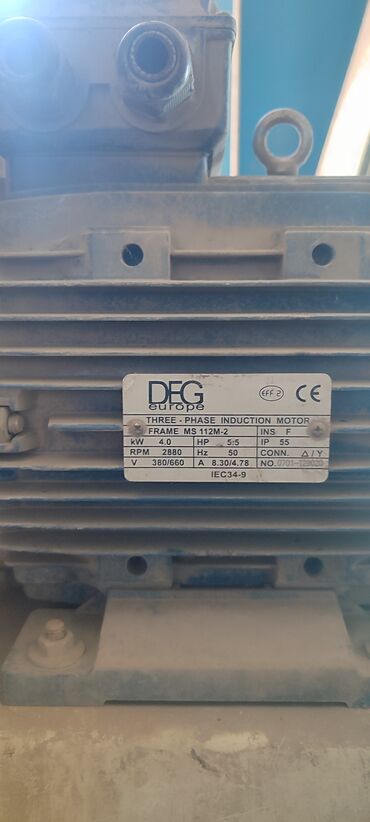 DFG
europe
EFF 2 CE
THREE - PHASE INDUCTION MOTOR
FRAME MS 112M-2 INS F
kW 4.0 HP 5.5 IP 55
RPM 2880 Hz 50 CONN. △ / Y
V 380/660 A 8.30/4.78 NO.
IEC34-9